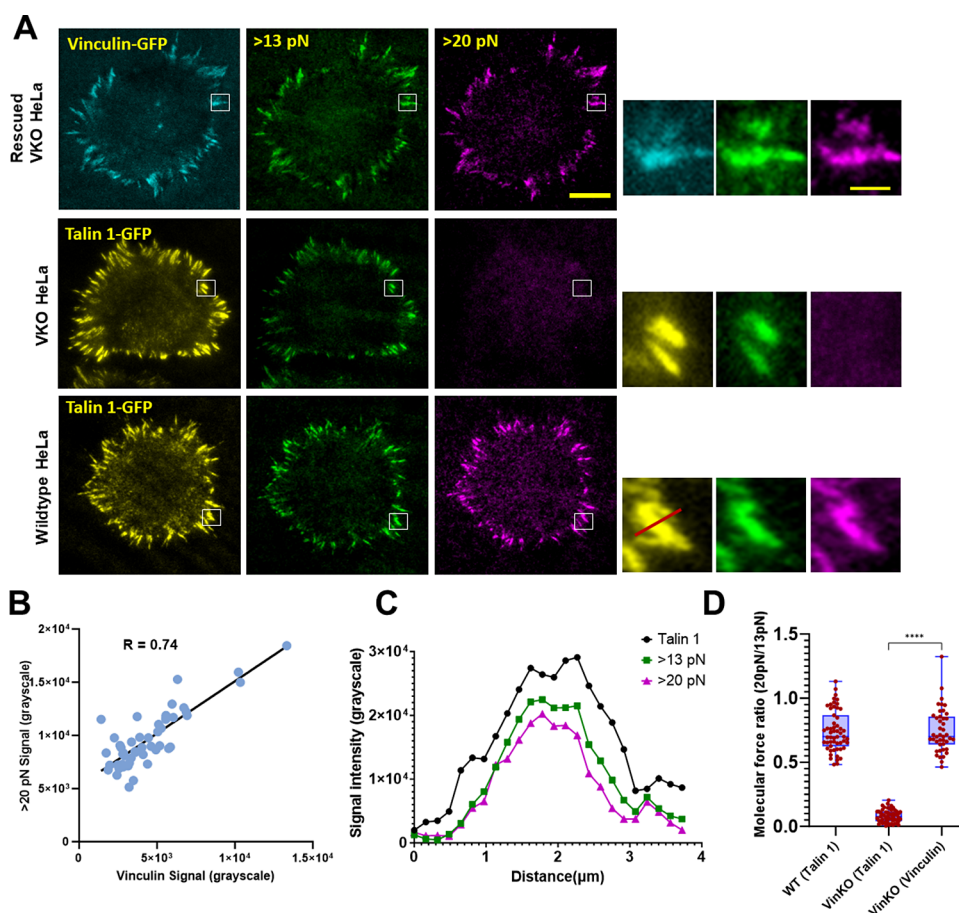 A
Vinculin-GFP
>13 pN
>20 pN
Rescued
VKO HeLa
Talin 1-GFP
VKO HeLa
Talin 1-GFP
Wildtype HeLa
B
R = 0.74
2×10⁴
1×10⁴
1×10⁴
5×10³
0
>20 pN Signal (grayscale)
0
5×10³
1×10⁴
1.5×10⁴
Vinculin Signal (grayscale)
C
Talin 1
>13 pN
>20 pN
3×10⁴
2×10⁴
1×10⁴
0
Signal intensity (grayscale)
0
1
2
3
4
Distance(μm)
D
****
1.5
1.0
0.5
0.0
Molecular force ratio (20pN/13pN)
WT (Talin 1)
VinKO (Talin 1)
VinKO (Vinculin)